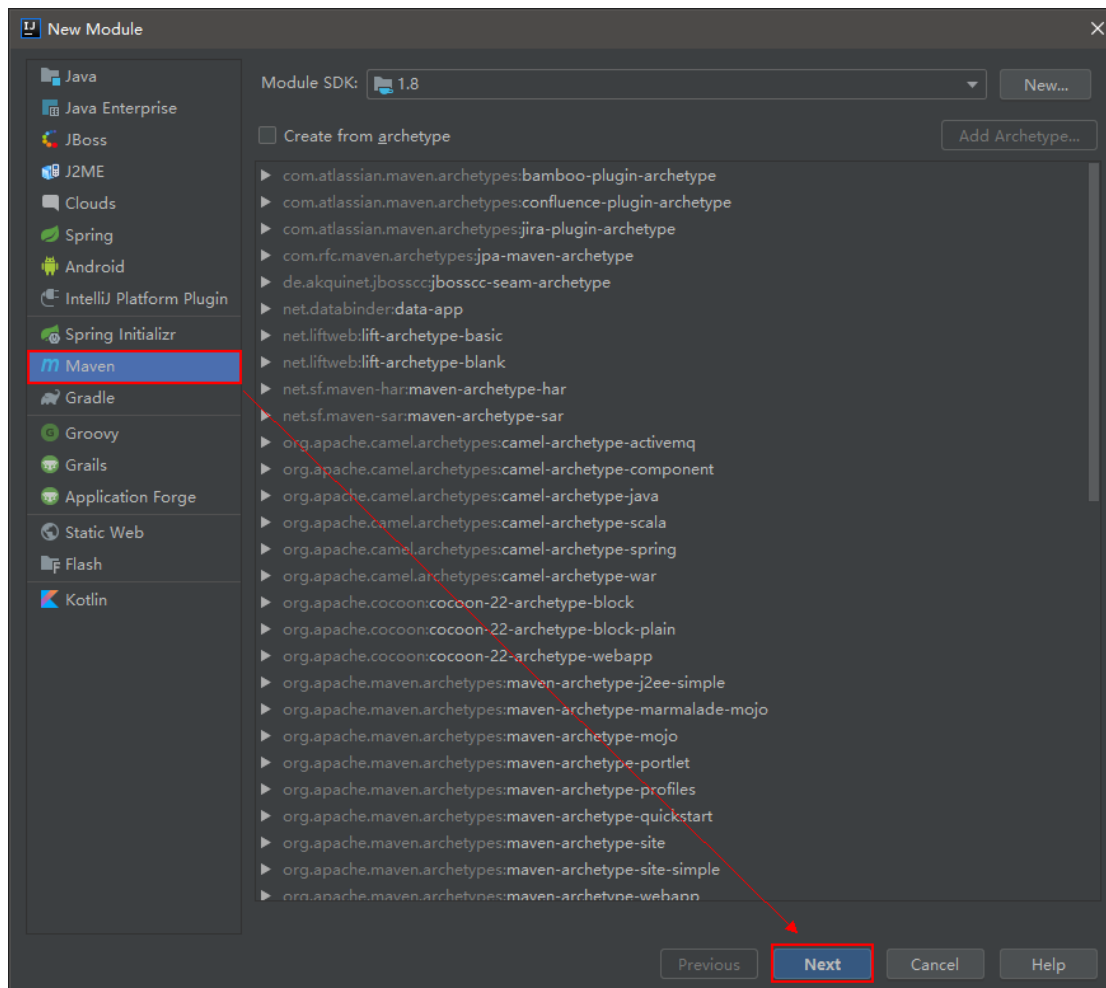 New Module
Java
Java Enterprise
JBoss
J2ME
Clouds
Spring
Android
IntelliJ Platform Plugin
Spring Initializr
Maven
Gradle
Groovy
Grails
Application Forge
Static Web
Flash
Kotlin
Module SDK: 1.8 New...
Create from archetype Add Archetype...
com.atlassian.maven.archetypes:bamboo-plugin-archetype
com.atlassian.maven.archetypes:confluence-plugin-archetype
com.atlassian.maven.archetypes:jira-plugin-archetype
com.rfc.maven.archetypes:jpa-maven-archetype
de.akquinet.jbosscc:jbosscc-seam-archetype
net.databinder:data-app
net.liftweb:lift-archetype-basic
net.liftweb:lift-archetype-blank
net.sf.maven-har:maven-archetype-har
net.sf.maven-sar:maven-archetype-sar
org.apache.camel.archetypes:camel-archetype-activemq
org.apache.camel.archetypes:camel-archetype-component
org.apache.camel.archetypes:camel-archetype-java
org.apache.camel.archetypes:camel-archetype-scala
org.apache.camel.archetypes:camel-archetype-spring
org.apache.camel.archetypes:camel-archetype-war
org.apache.cocoon:cocoon-22-archetype-block
org.apache.cocoon:cocoon-22-archetype-block-plain
org.apache.cocoon:cocoon-22-archetype-webapp
org.apache.maven.archetypes:maven-archetype-j2ee-simple
org.apache.maven.archetypes:maven-archetype-marmalade-mojo
org.apache.maven.archetypes:maven-archetype-mojo
org.apache.maven.archetypes:maven-archetype-portlet
org.apache.maven.archetypes:maven-archetype-profiles
org.apache.maven.archetypes:maven-archetype-quickstart
org.apache.maven.archetypes:maven-archetype-site
org.apache.maven.archetypes:maven-archetype-site-simple
org.apache.maven.archetypes:maven-archetype-webapp
Previous Next Cancel Help